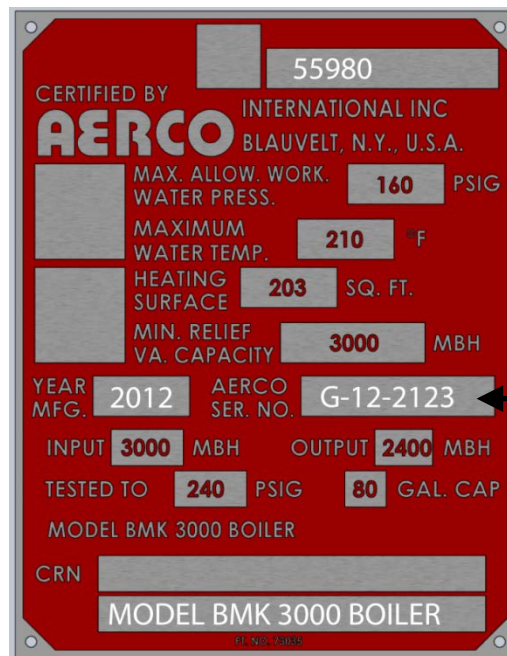 55980
CERTIFIED BY
AERCO INTERNATIONAL INC
BLAUVELT, N.Y., U.S.A.
MAX. ALLOW. WORK.
WATER PRESS. 160 PSIG
MAXIMUM
WATER TEMP. 210 °F
HEATING
SURFACE 203 SQ. FT.
MIN. RELIEF
VA. CAPACITY 3000 MBH
YEAR
MFG. 2012
AERCO
SER. NO. G-12-2123
INPUT 3000 MBH OUTPUT 2400 MBH
TESTED TO 240 PSIG 80 GAL. CAP
MODEL BMK 3000 BOILER
CRN
MODEL BMK 3000 BOILER
PT. NO. 75035